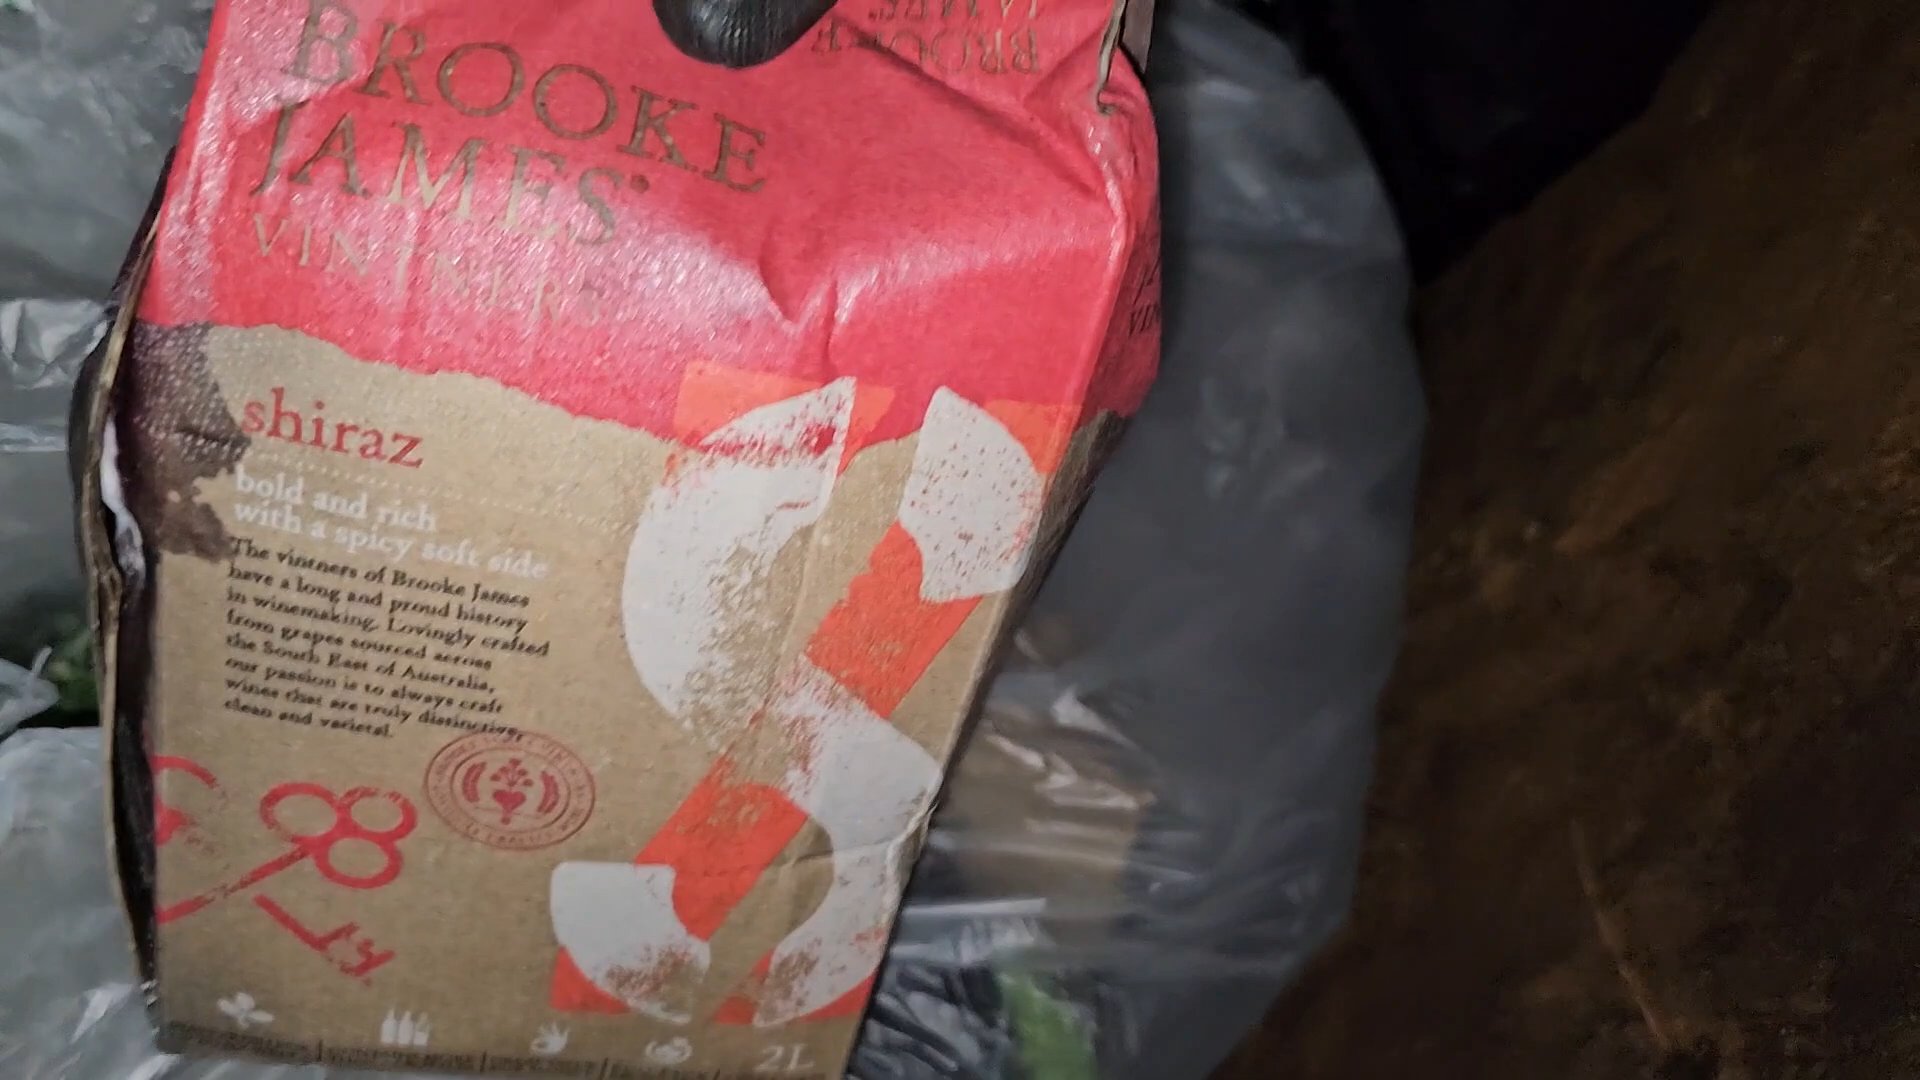 BROOKE
JAMES
VINTNERS
BROOKE
JAMES
shiraz
bold and rich
with a spicy soft side
The vintners of Brooke James
have a long and proud history
in winemaking. Lovingly crafted
from grapes sourced across
the South East of Australia,
our passion is to always craft
wines that are truly distinctive,
clean and varietal.
2L